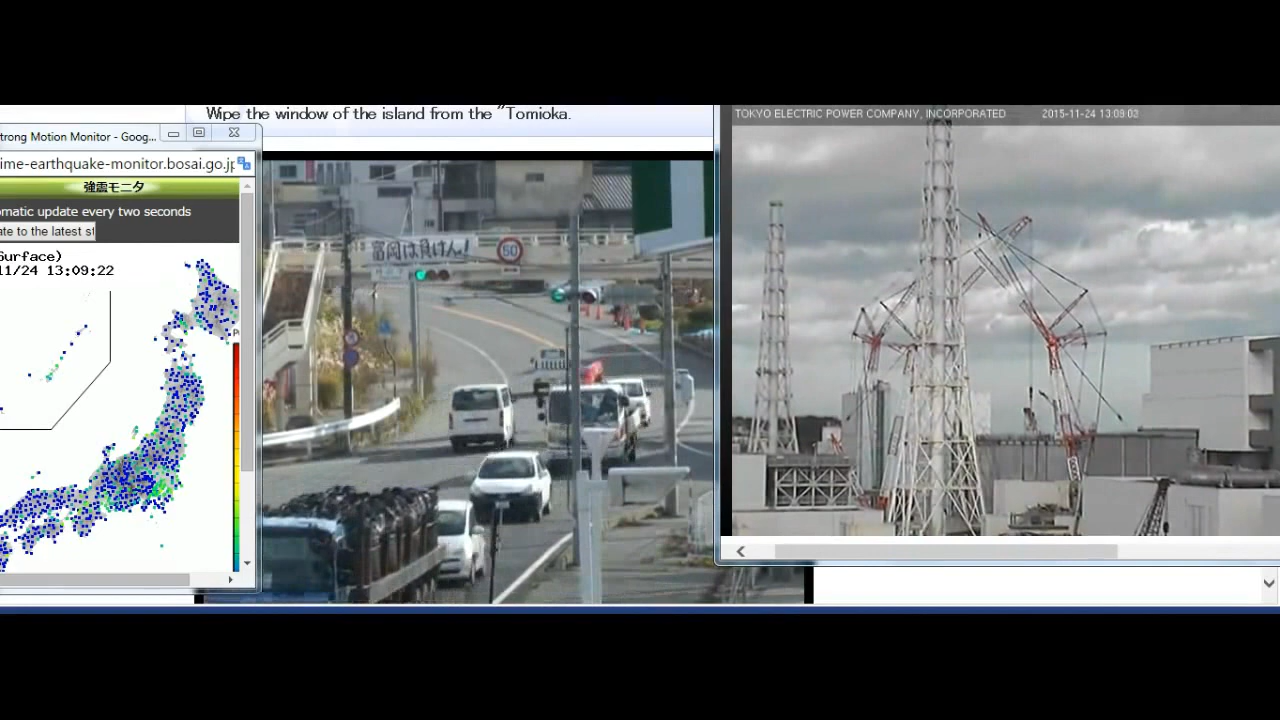 Wipe the window of the island from the "Tomioka.
trong Motion Monitor - Goog...
ime-earthquake-monitor.bosai.go.jp
強震モニタ
omatic update every two seconds
ate to the latest st
Surface)
11/24 13:09:22
富岡は負けん!
50
TOKYO ELECTRIC POWER COMPANY, INCORPORATED
2015-11-24 13:09:03